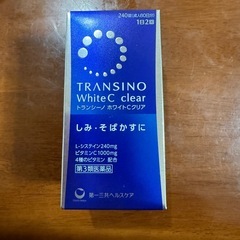 240錠(成人約60日分)
1日2回
TRANSINO
WhiteC clear
トランシーノ ホワイトCクリア
しみ・そばかすに
L-システイン240mg
ビタミンC1000mg
4種のビタミン 配合
第3類医薬品
第一三共ヘルスケア